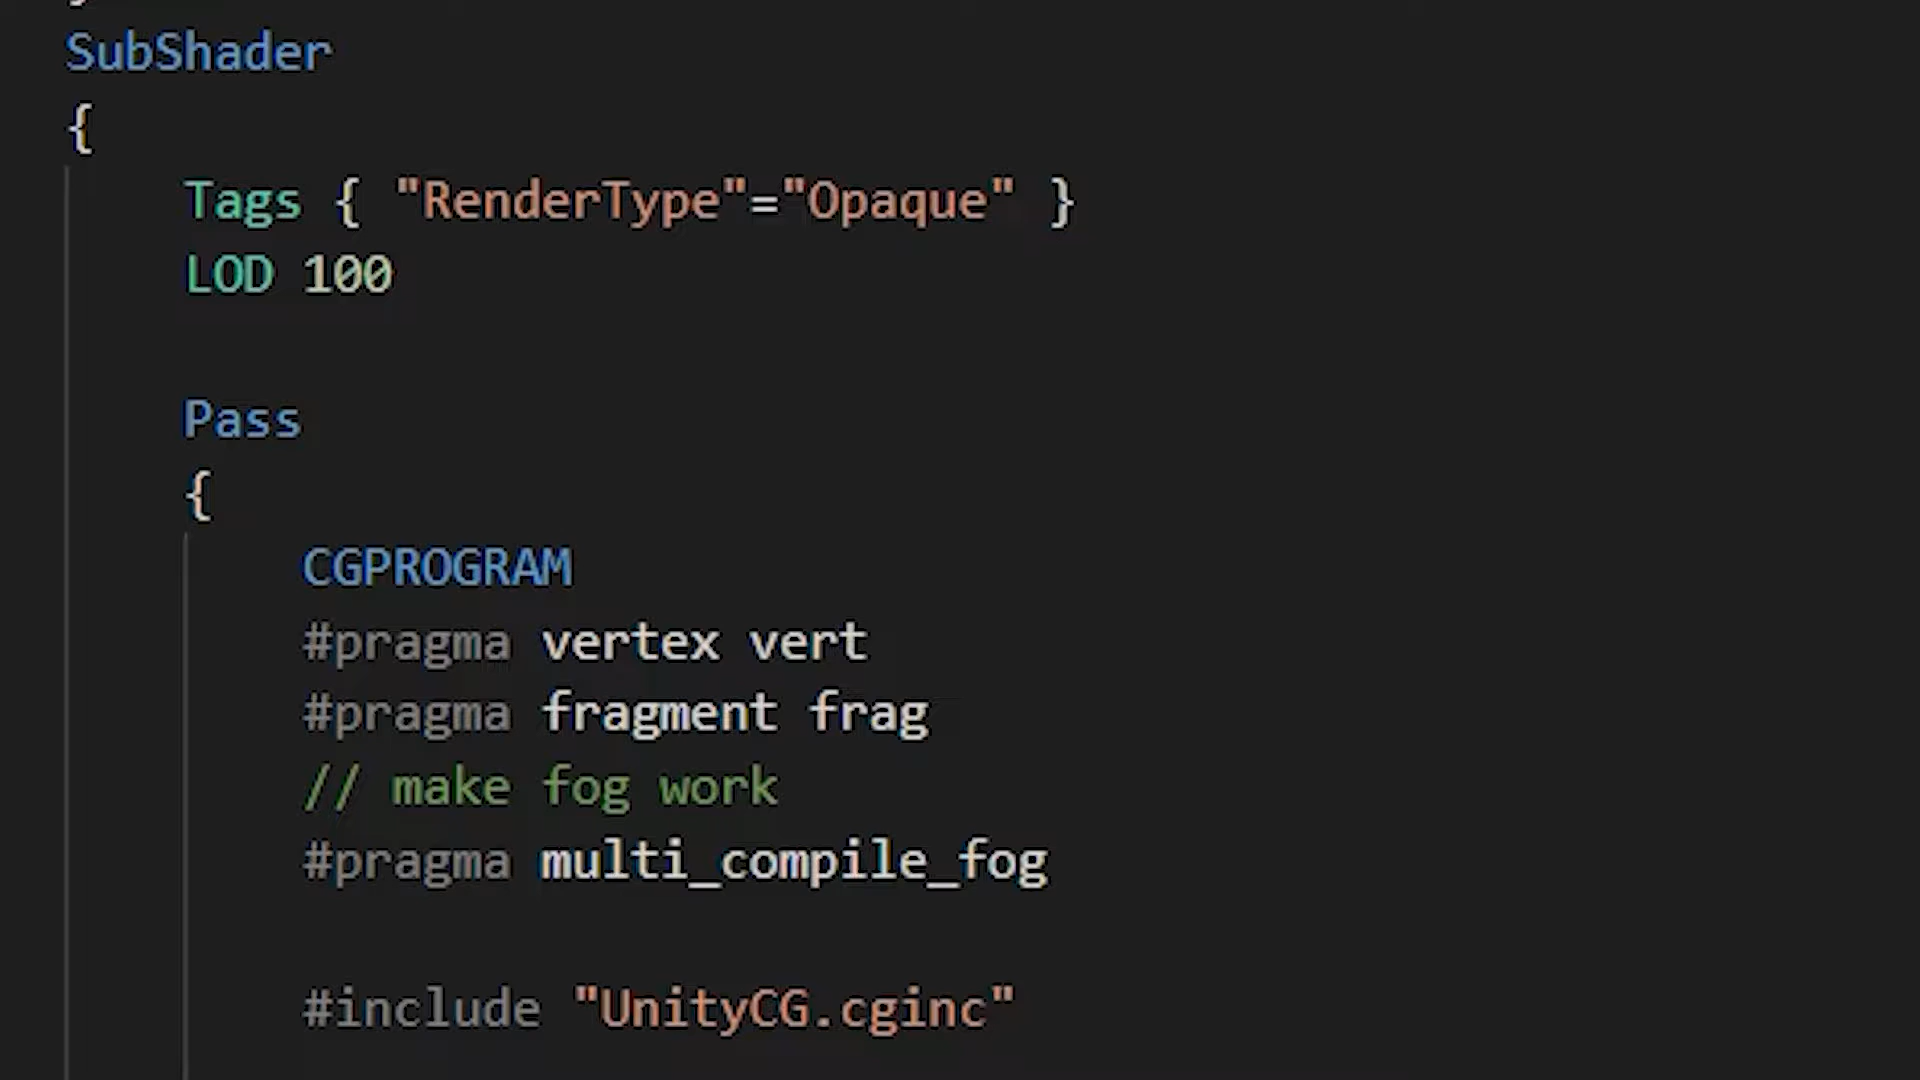 SubShader
{
Tags { "RenderType"="Opaque" }
LOD 100
Pass
{
CGPROGRAM
#pragma vertex vert
#pragma fragment frag
// make fog work
#pragma multi_compile_fog
#include "UnityCG.cginc"